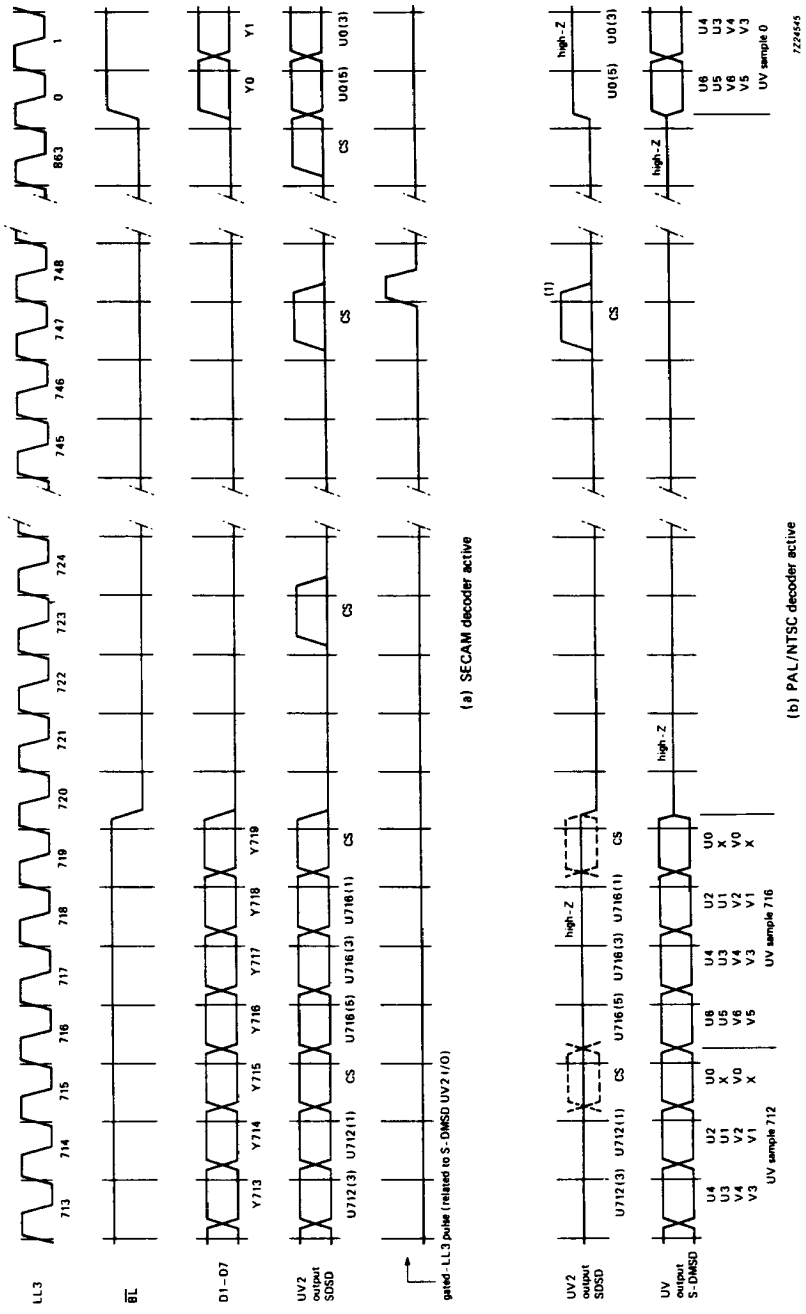 LL3
713 714 715 716 717 718 719 720 721 722 723 724 745 746 747 748 863 0 1
BL
D1-D7
Y713 Y714 Y715 Y716 Y717 Y718 Y719 Y0 Y1
UV2 output SDSD
U712(3) U712(1) CS U716(5) U716(3) U716(1) CS CS CS CS U0(5) U0(3)
gated-LL3 pulse (related to S-DMSD UV2 I/O)
(a) SECAM decoder active
high-Z (1) high-Z
UV2 output SDSD
U712(3) U712(1) CS U716(5) U716(3) U716(1) CS CS U0(5) U0(3)
high-Z high-Z
UV output S-DMSD
U4 U2 U0 U6 U4 U2 U0 U6 U4
U3 U1 X U5 U3 U1 X U5 U3
V4 V2 V0 V6 V4 V2 V0 V6 V4
V3 V1 X V5 V3 V1 X V5 V3
UV sample 712 UV sample 716 UV sample 0
(b) PAL/NTSC decoder active
7Z24545